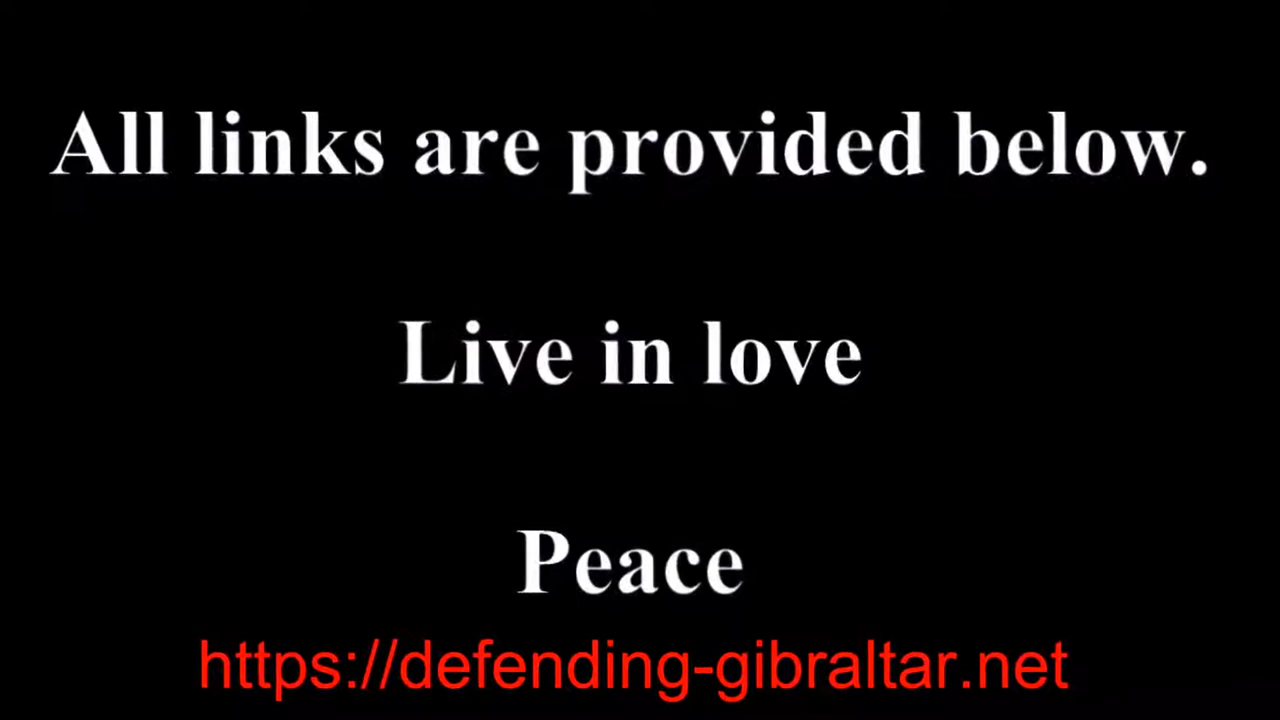 All links are provided below.
Live in love
Peace
https://defending-gibraltar.net